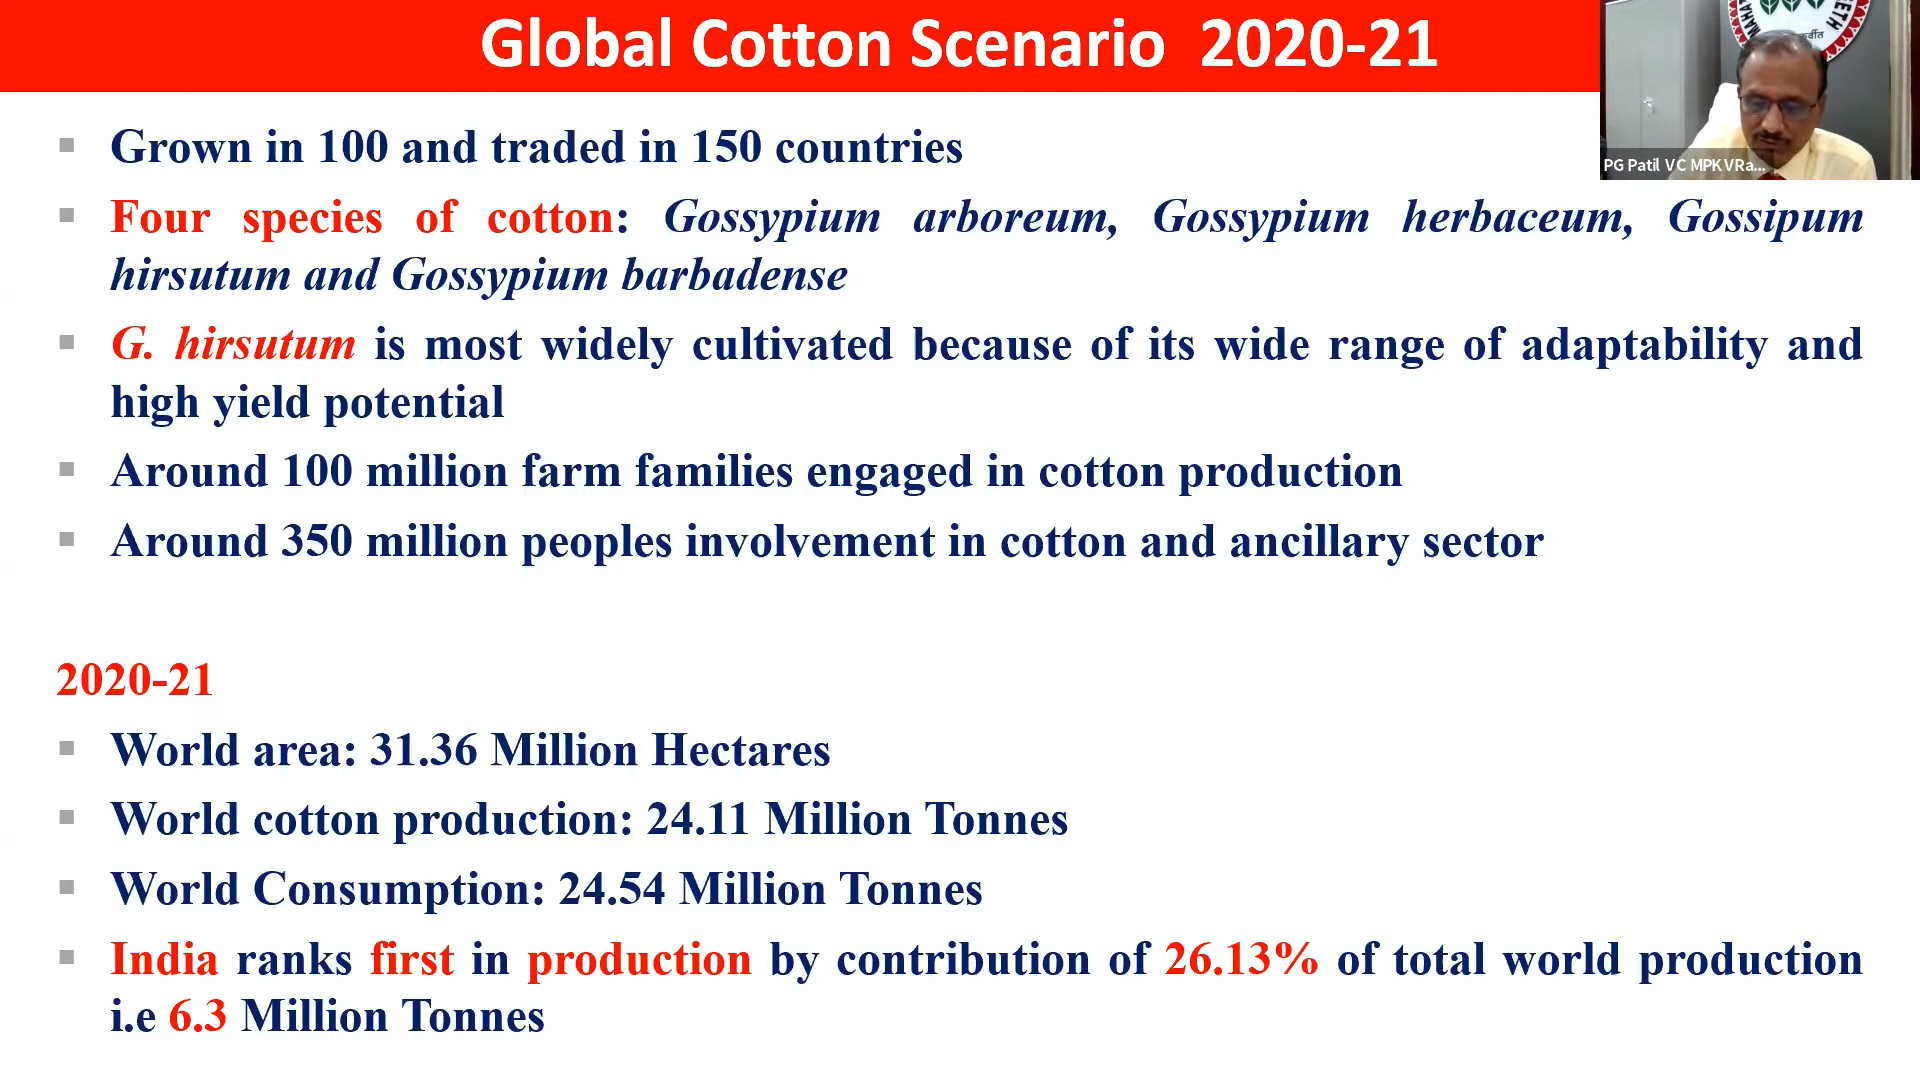 Global Cotton Scenario 2020-21
PG Patil VC MPKVRa...
Grown in 100 and traded in 150 countries
Four species of cotton: Gossypium arboreum, Gossypium herbaceum, Gossipum
hirsutum and Gossypium barbadense
G. hirsutum is most widely cultivated because of its wide range of adaptability and
high yield potential
Around 100 million farm families engaged in cotton production
Around 350 million peoples involvement in cotton and ancillary sector
2020-21
World area: 31.36 Million Hectares
World cotton production: 24.11 Million Tonnes
World Consumption: 24.54 Million Tonnes
India ranks first in production by contribution of 26.13% of total world production
i.e 6.3 Million Tonnes